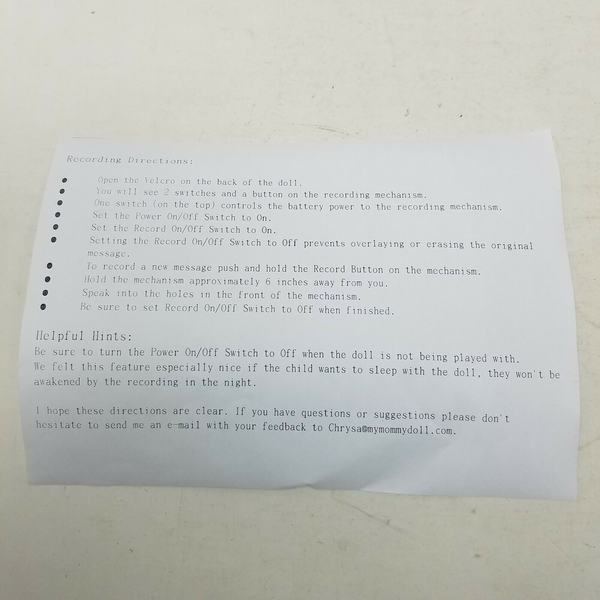 Recording Directions:
● Open the Velcro on the back of the doll.
● You will see 2 switches and a button on the recording mechanism.
● One switch (on the top) controls the battery power to the recording mechanism.
● Set the Power On/Off Switch to On.
● Set the Record On/Off Switch to On.
● Setting the Record On/Off Switch to Off prevents overlaying or erasing the original
message.
● To record a new message push and hold the Record Button on the mechanism.
● Hold the mechanism approximately 6 inches away from you.
● Speak into the holes in the front of the mechanism.
● Be sure to set Record On/Off Switch to Off when finished.
Helpful Hints:
Be sure to turn the Power On/Off Switch to Off when the doll is not being played with.
We felt this feature especially nice if the child wants to sleep with the doll, they won't be
awakened by the recording in the night.
I hope these directions are clear. If you have questions or suggestions please don't
hesitate to send me an e-mail with your feedback to Chrysa@mymommydoll.com.